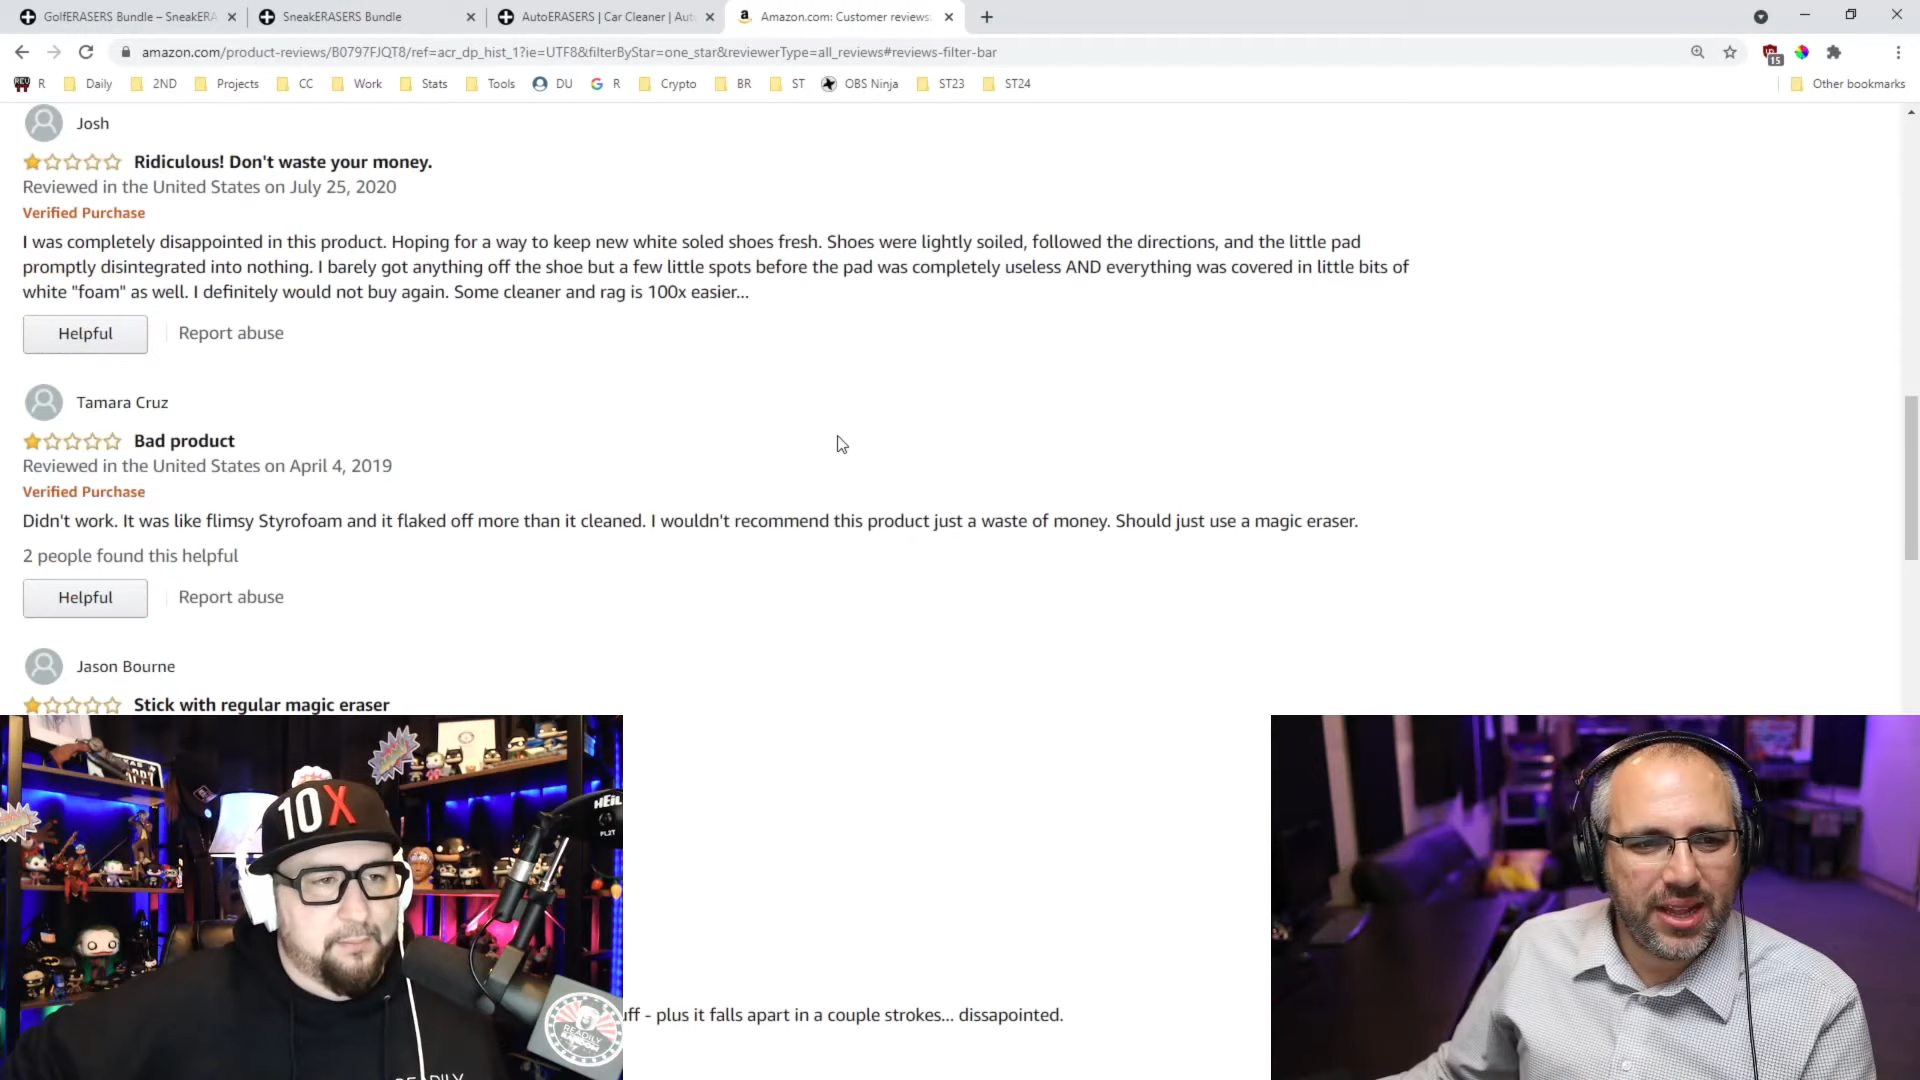 GolfERASERS Bundle – SneakERA
SneakERASERS Bundle
AutoERASERS | Car Cleaner | Aut
Amazon.com: Customer reviews:
amazon.com/product-reviews/B0797FJQT8/ref=acr_dp_hist_1?ie=UTF8&filterByStar=one_star&reviewerType=all_reviews#reviews-filter-bar
15
R Daily 2ND Projects CC Work Stats Tools DU R Crypto BR ST OBS Ninja ST23 ST24 Other bookmarks
Josh
Ridiculous! Don't waste your money.
Reviewed in the United States on July 25, 2020
Verified Purchase
I was completely disappointed in this product. Hoping for a way to keep new white soled shoes fresh. Shoes were lightly soiled, followed the directions, and the little pad
promptly disintegrated into nothing. I barely got anything off the shoe but a few little spots before the pad was completely useless AND everything was covered in little bits of
white "foam" as well. I definitely would not buy again. Some cleaner and rag is 100x easier...
Helpful Report abuse
Tamara Cruz
Bad product
Reviewed in the United States on April 4, 2019
Verified Purchase
Didn't work. It was like flimsy Styrofoam and it flaked off more than it cleaned. I wouldn't recommend this product just a waste of money. Should just use a magic eraser.
2 people found this helpful
Helpful Report abuse
Jason Bourne
Stick with regular magic eraser
10X
HEIL
PL2T
READILY
uff - plus it falls apart in a couple strokes... dissapointed.